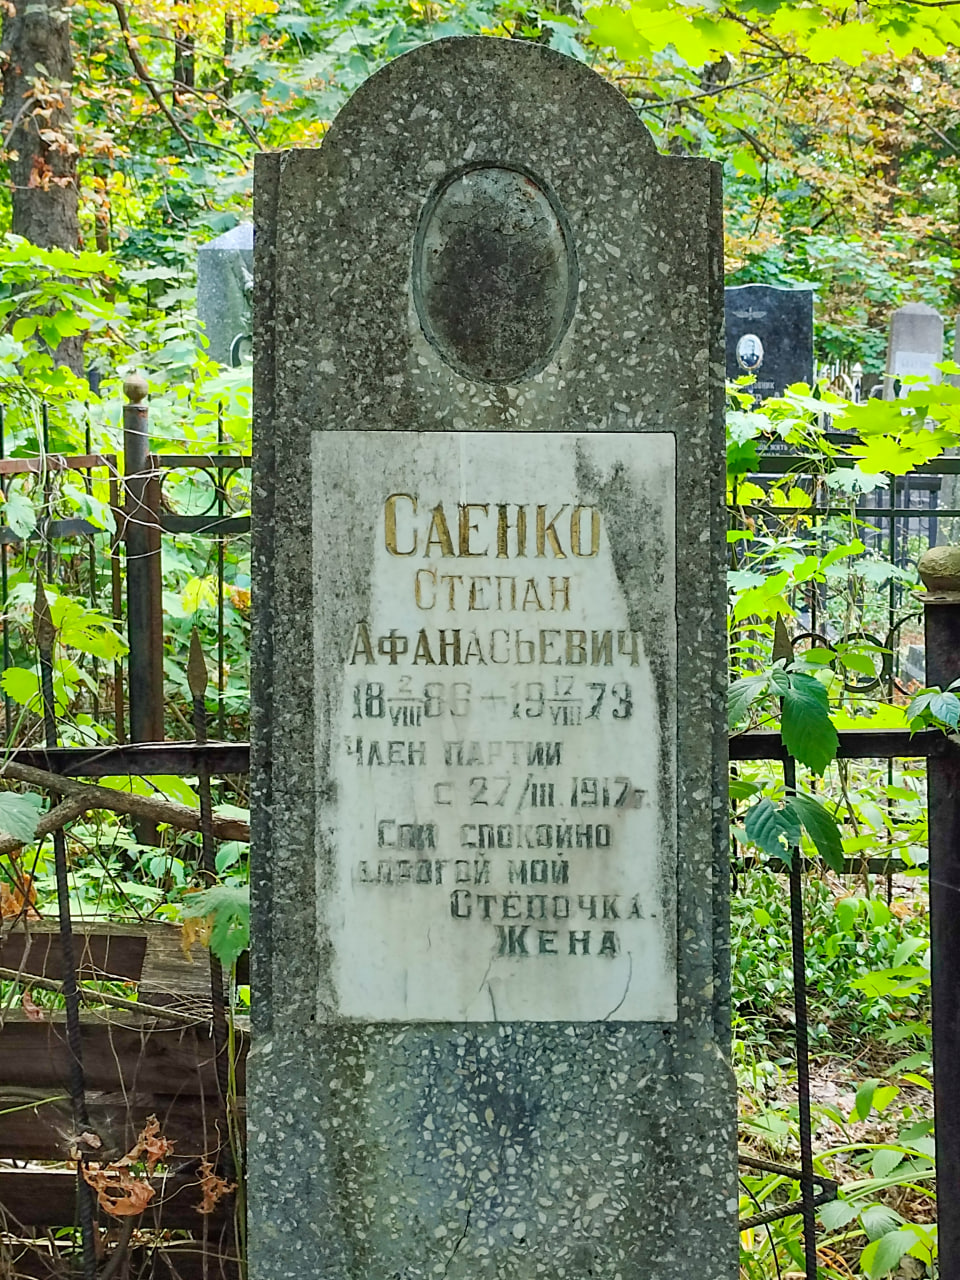 Саенко
Степан
Афанасьевич
18 2/VIII 86 – 19 17/VIII 73
Член партии
с 27/III 1917г.
Спи спокойно
дорогой мой
Стёпочка.
Жена